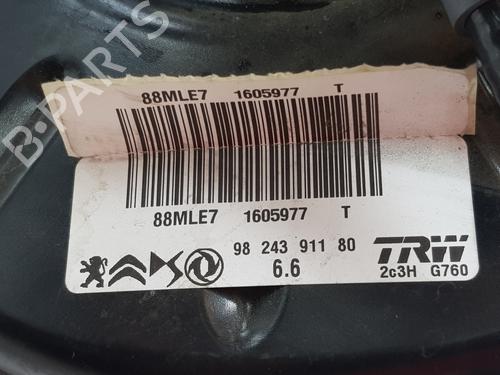 88MLE7 1605977 T
88MLE7 1605977 T
98 243 911 80
6.6
TRW
2c3H G760
B-PARTS